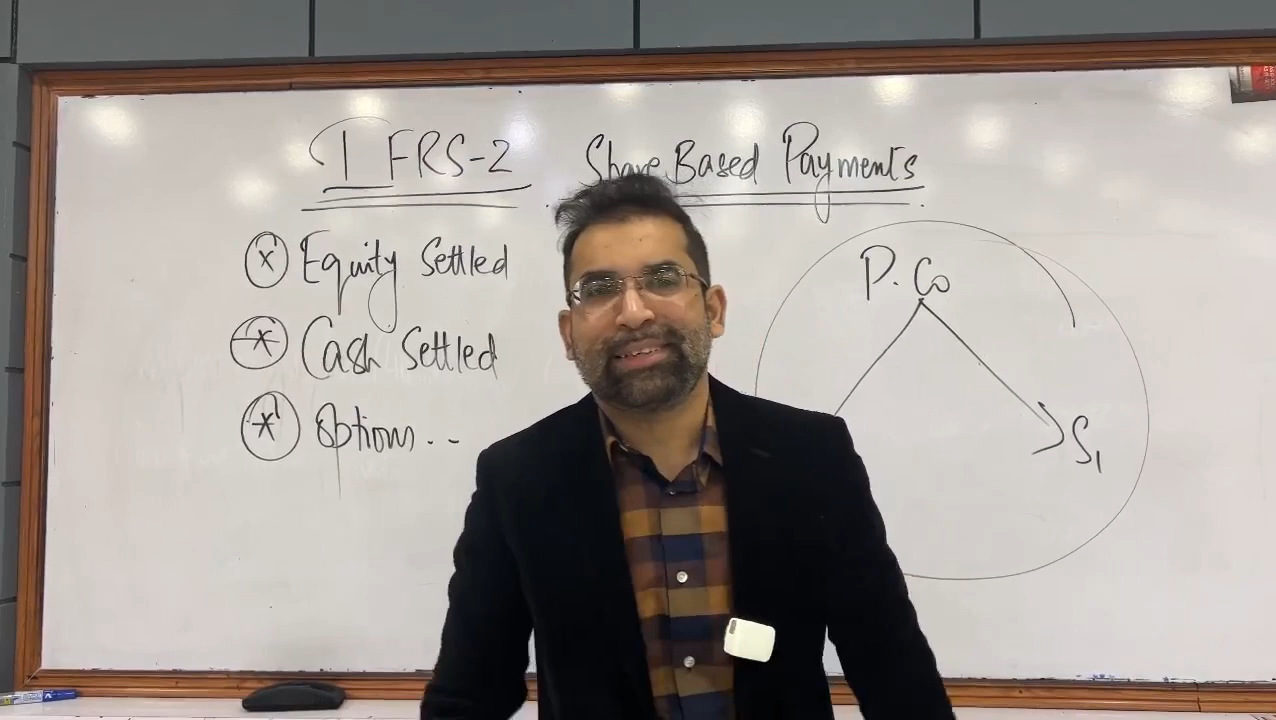 IFRS-2 Share Based Payments
Equity Settled
Cash Settled
Options..
P.Co
S1